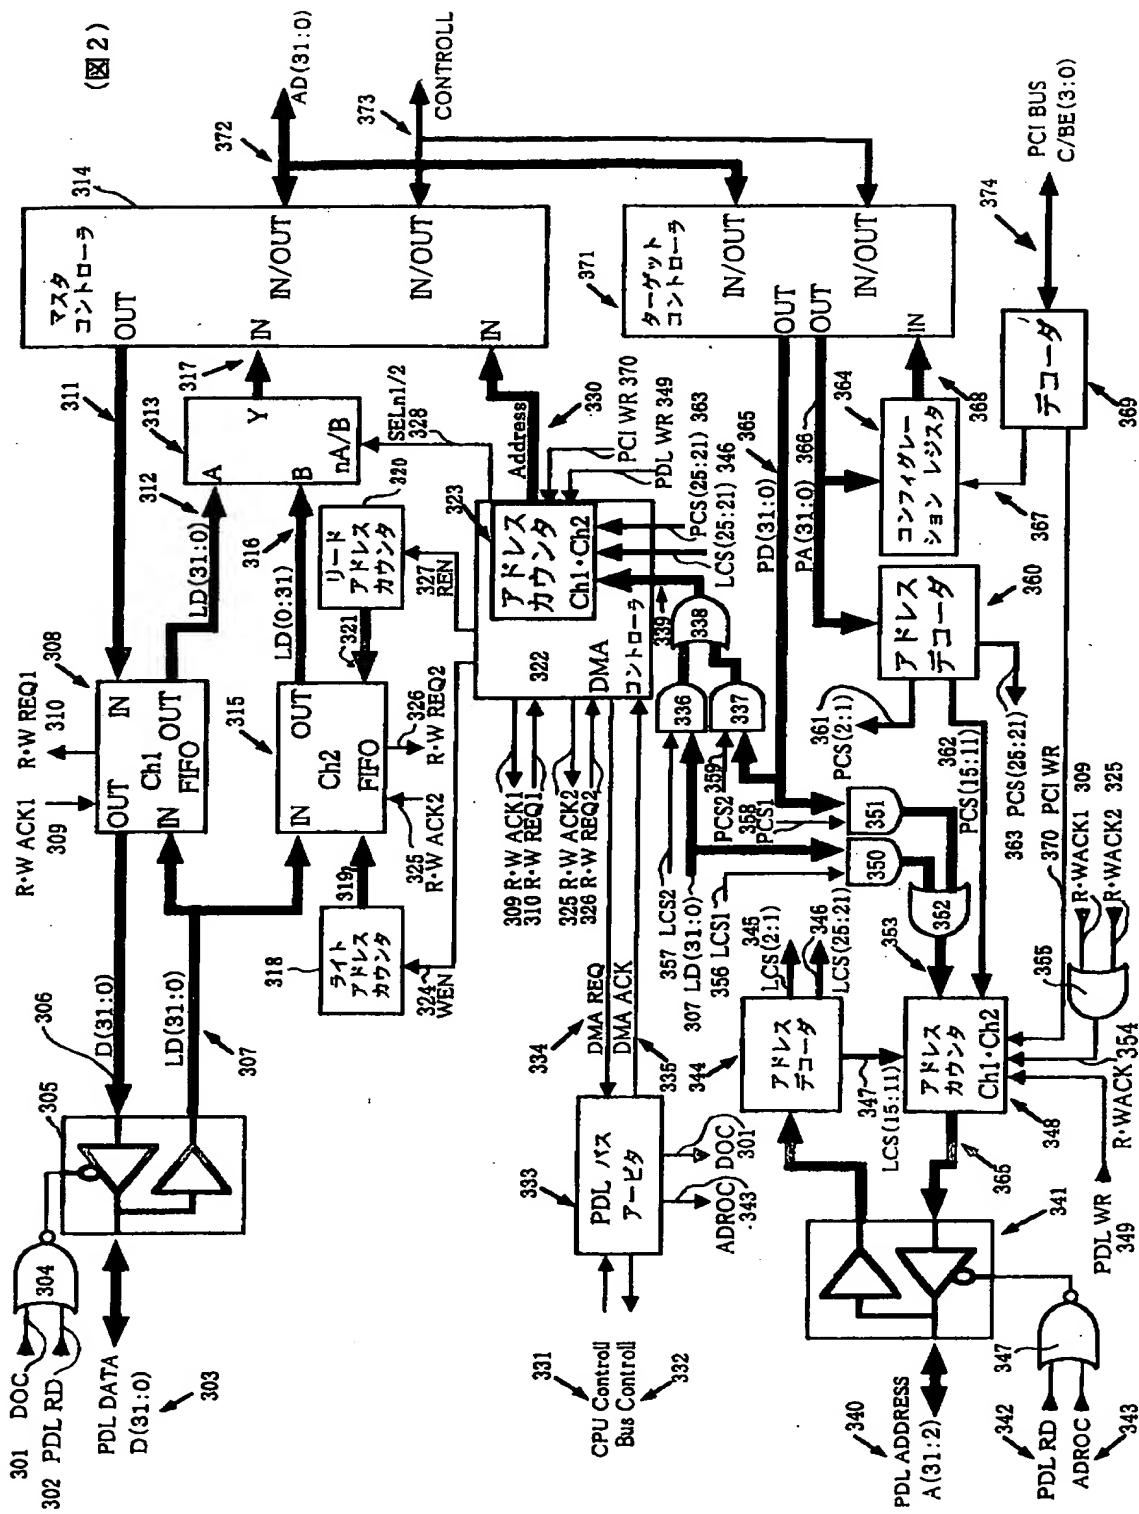 (図2)
301 DOC
302 PDL RD
304
PDL DATA
D(31:0)
303
305
306
D(31:0)
LD(31:0)
307
R・W ACK1
309
R・W REQ1
310
308
OUT
IN
Ch1
FIFO
IN
OUT
311
312
LD(31:0)
313
A
Y
B
nA/B
317
314
マスタ
コントローラ
OUT
IN
IN/OUT
IN/OUT
IN
372
AD(31:0)
373
CONTROLL
315
IN
OUT
Ch2
FIFO
LD(0:31)
316
318
ライト
アドレス
カウンタ
319
324
WEN
325
R・W ACK2
326
R・W REQ2
320
リード
アドレス
カウンタ
321
327
REN
SELn1/2
328
323
アドレス
カウンタ
Ch1・Ch2
322
DMA
コントローラ
Address
330
PCI WR 370
PDL WR 349
PCS(25:21) 363
LCS(25:21) 346
339
338
336
337
309 R・W ACK1
310 R・W REQ1
325 R・W ACK2
326 R・W REQ2
334
DMA REQ
DMA ACK
335
331
CPU Controll
Bus Controll
332
333
PDL バス
アービタ
DOC
301
ADROC
343
357 LCS2
307 LD(31:0)
356 LCS1
359
PCS2
358
PCS1
350
351
352
353
365
PD(31:0)
PA(31:0)
366
371
ターゲット
コントローラ
OUT
OUT
IN/OUT
IN/OUT
IN
364
コンフィグレー
ション レジスタ
368
367
360
アドレス
デコーダ
361
PCS(2:1)
362
PCS(15:11)
363 PCS(25:21)
370 PCI WR
369
デコーダ
374
PCI BUS
C/BE(3:0)
344
アドレス
デコーダ
345
LCS(2:1)
346
LCS(25:21)
347
LCS(15:11)
アドレス
カウンタ
Ch1・Ch2
348
365
341
340
PDL ADDRESS
A(31:2)
342
PDL RD
ADROC
343
347
PDL WR
349
R・WACK 354
355
R・WACK1 309
R・WACK2 325